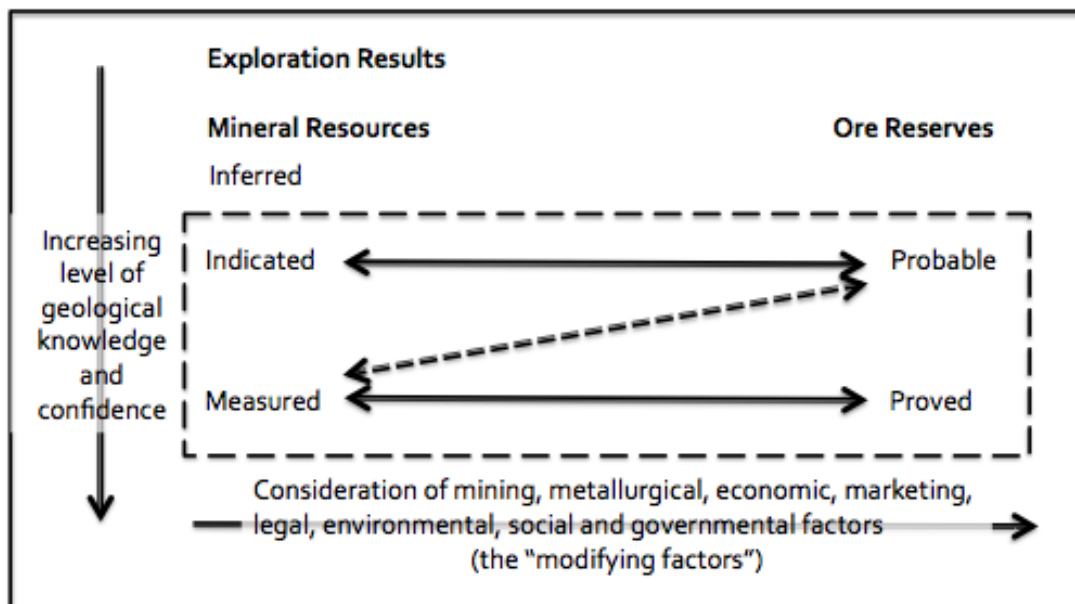 Exploration Results
Mineral Resources
Ore Reserves
Inferred
Increasing
level of
geological
knowledge
and
confidence
Indicated
Probable
Measured
Proved
Consideration of mining, metallurgical, economic, marketing,
legal, environmental, social and governmental factors
(the “modifying factors”)